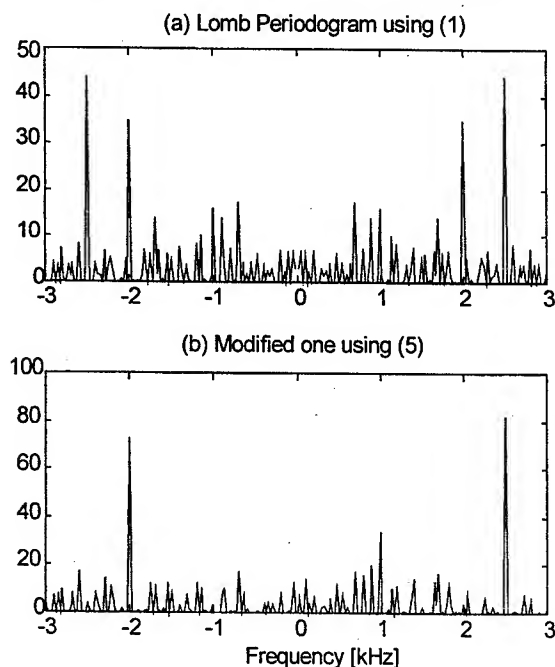 (a) Lomb Periodogram using (1)
50
40
30
20
10
0
-3 -2 -1 0 1 2 3
(b) Modified one using (5)
100
80
60
40
20
0
-3 -2 -1 0 1 2 3
Frequency [kHz]